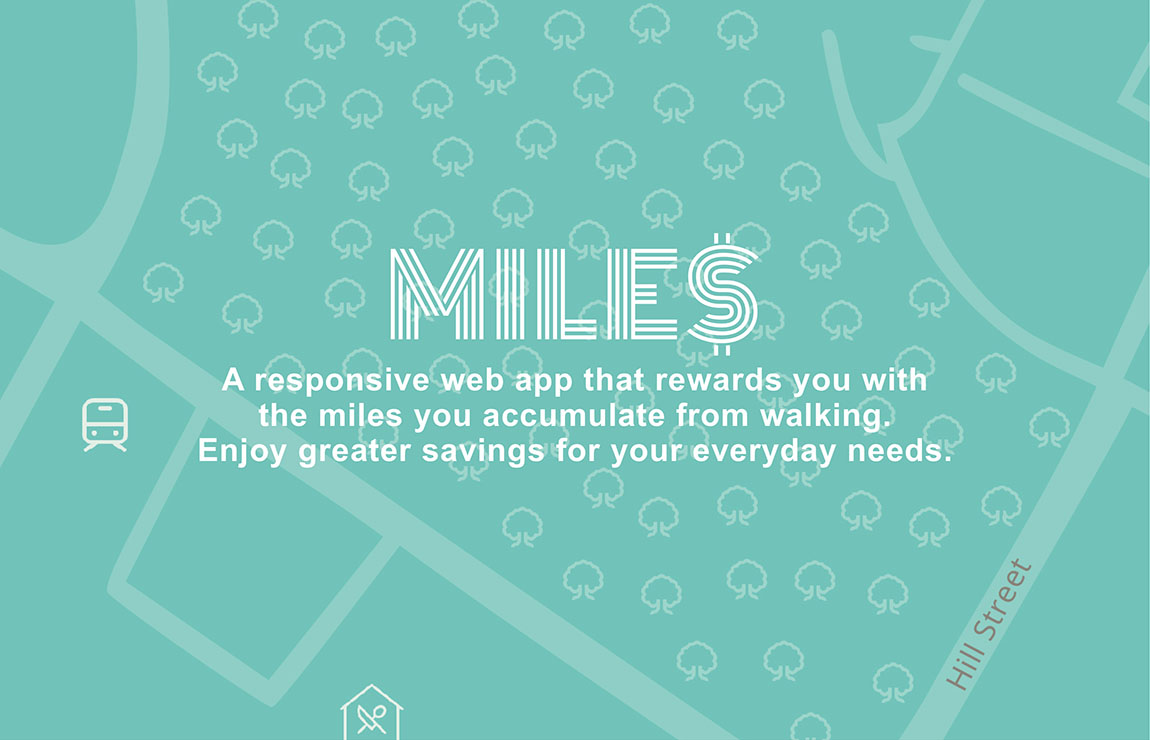 MILE$
A responsive web app that rewards you with
the miles you accumulate from walking.
Enjoy greater savings for your everyday needs.
Hill Street